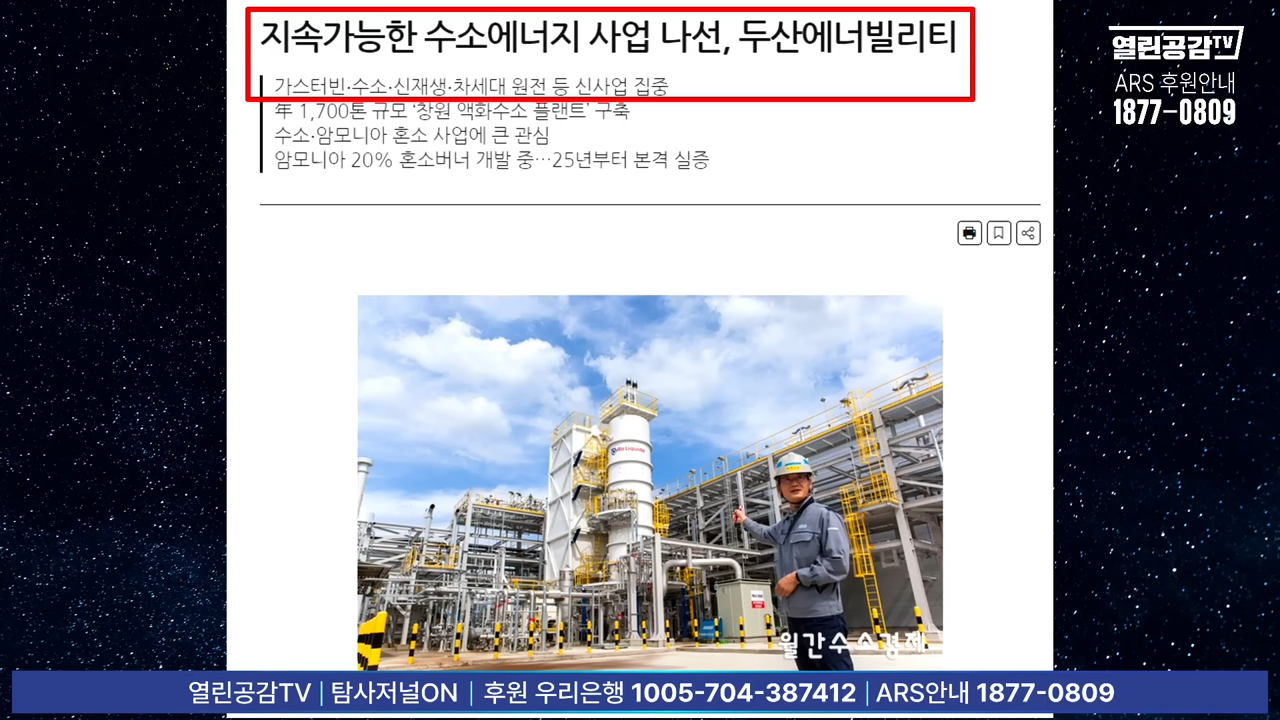 지속가능한 수소에너지 사업 나선, 두산에너빌리티
가스터빈·수소·신재생·차세대 원전 등 신사업 집중
年 1,700톤 규모 ‘창원 액화수소 플랜트’ 구축
수소·암모니아 혼소 사업에 큰 관심
암모니아 20% 혼소버너 개발 중…25년부터 본격 실증
열린공감TV
ARS 후원안내
1877-0809
Air Liquide
월간수소경제
열린공감TV | 탐사저널ON | 후원 우리은행 1005-704-387412 | ARS안내 1877-0809